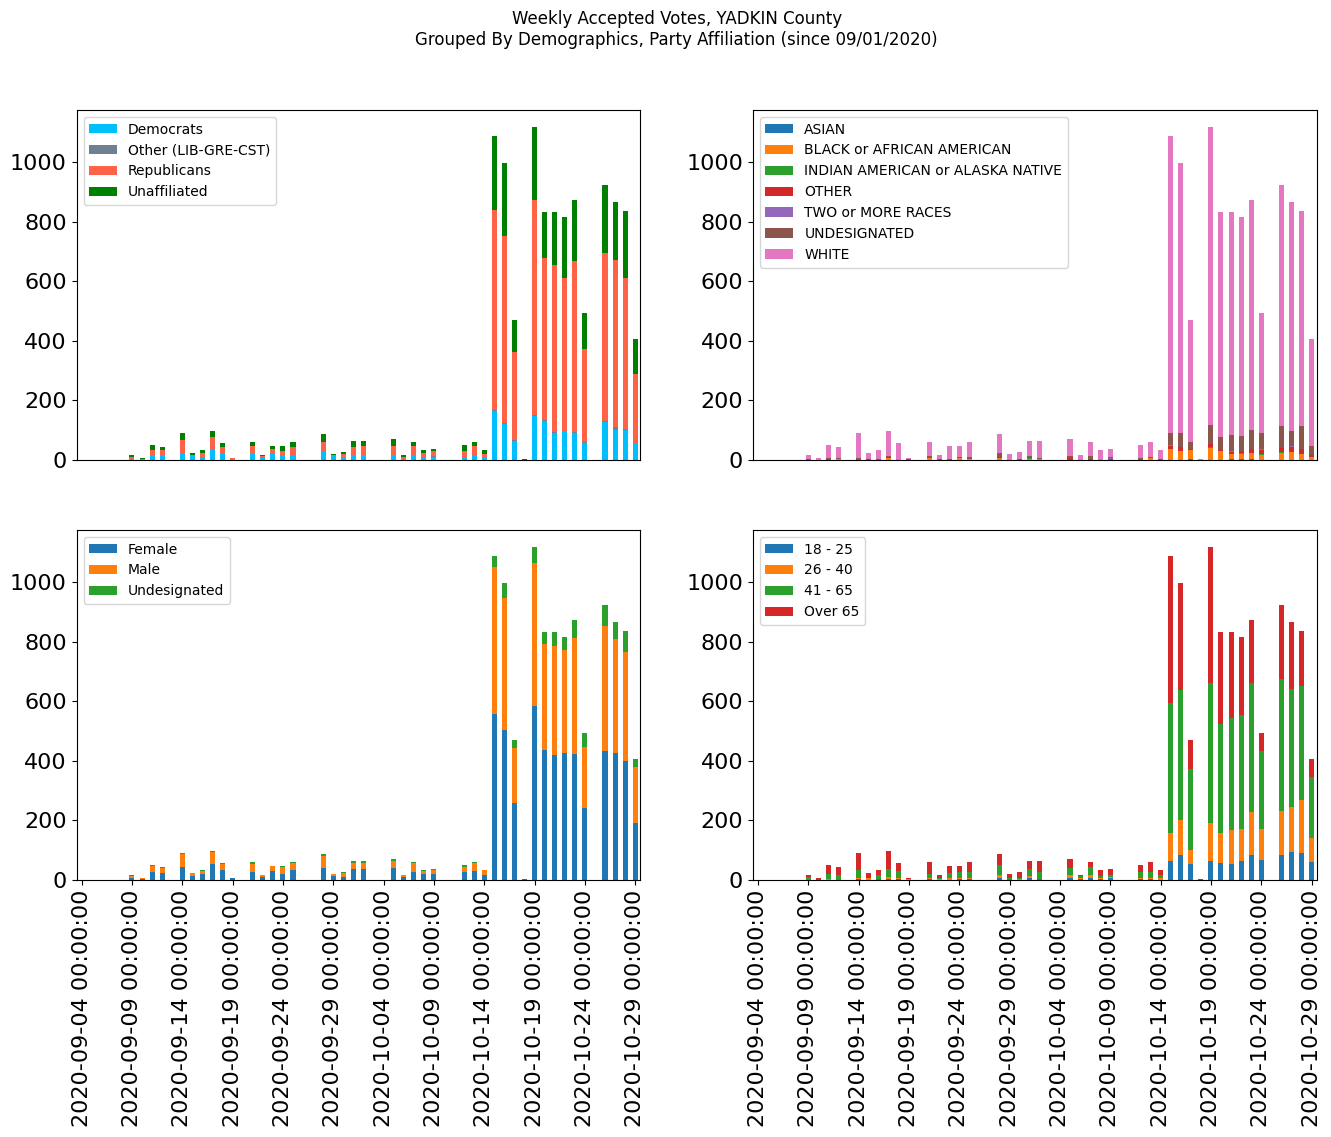 Weekly Accepted Votes, YADKIN County
Grouped By Demographics, Party Affiliation (since 09/01/2020)
Democrats
Other (LIB-GRE-CST)
Republicans
Unaffiliated
1000
800
600
400
200
0
ASIAN
BLACK or AFRICAN AMERICAN
INDIAN AMERICAN or ALASKA NATIVE
OTHER
TWO or MORE RACES
UNDESIGNATED
WHITE
1000
800
600
400
200
0
Female
Male
Undesignated
1000
800
600
400
200
0
2020-09-04 00:00:00
2020-09-09 00:00:00
2020-09-14 00:00:00
2020-09-19 00:00:00
2020-09-24 00:00:00
2020-09-29 00:00:00
2020-10-04 00:00:00
2020-10-09 00:00:00
2020-10-14 00:00:00
2020-10-19 00:00:00
2020-10-24 00:00:00
2020-10-29 00:00:00
18 - 25
26 - 40
41 - 65
Over 65
1000
800
600
400
200
0
2020-09-04 00:00:00
2020-09-09 00:00:00
2020-09-14 00:00:00
2020-09-19 00:00:00
2020-09-24 00:00:00
2020-09-29 00:00:00
2020-10-04 00:00:00
2020-10-09 00:00:00
2020-10-14 00:00:00
2020-10-19 00:00:00
2020-10-24 00:00:00
2020-10-29 00:00:00